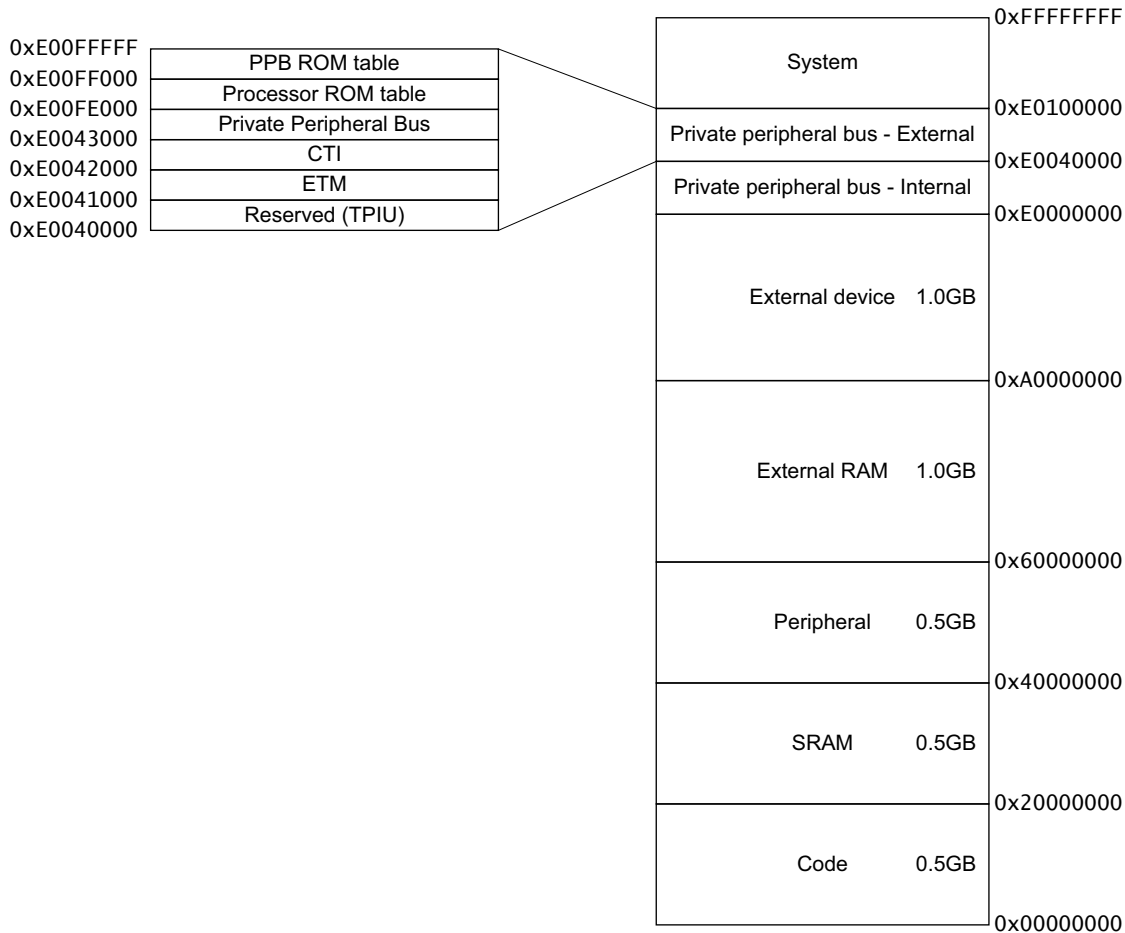 0xE00FFFFF
PPB ROM table
0xE00FF000
Processor ROM table
0xE00FE000
Private Peripheral Bus
0xE0043000
CTI
0xE0042000
ETM
0xE0041000
Reserved (TPIU)
0xE0040000
0xFFFFFFFF
System
0xE0100000
Private peripheral bus - External
0xE0040000
Private peripheral bus - Internal
0xE0000000
External device 1.0GB
0xA0000000
External RAM 1.0GB
0x60000000
Peripheral 0.5GB
0x40000000
SRAM 0.5GB
0x20000000
Code 0.5GB
0x00000000